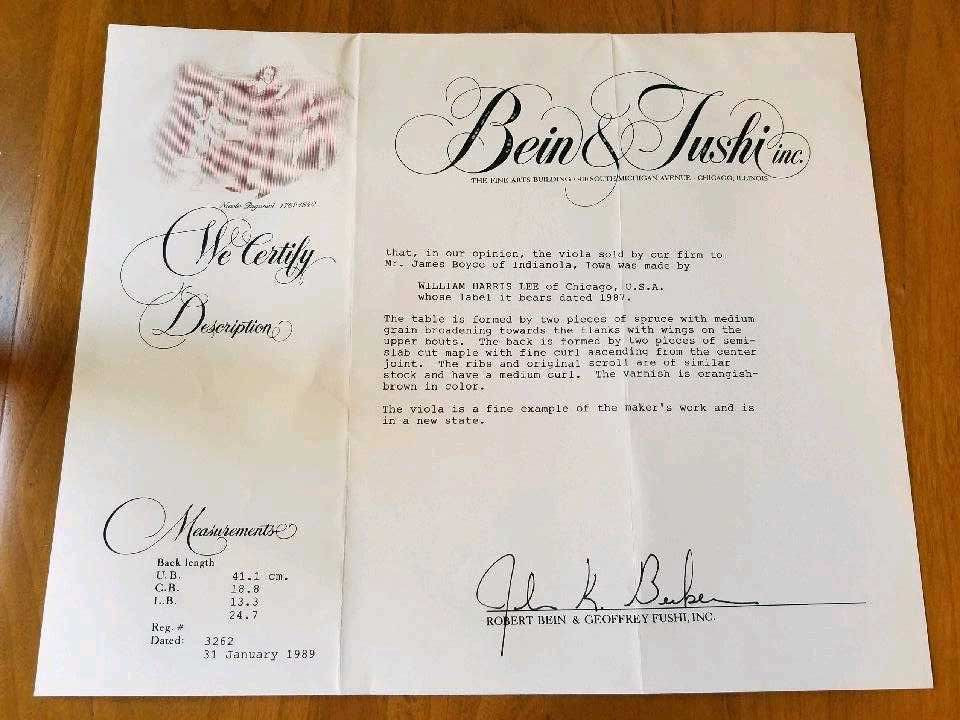 Bein & Fushi inc.
THE FINE ARTS BUILDING SOUTH MICHIGAN AVENUE · CHICAGO, ILLINOIS
Paganini
We Certify
that, in our opinion, the viola sold by our firm to
Mr. James Boyce of Indianola, Iowa was made by
WILLIAM HARRIS LEE of Chicago, U.S.A.
whose label it bears dated 1987.
Description
The table is formed by two pieces of spruce with medium
grain broadening towards the flanks with wings on the
upper bouts. The back is formed by two pieces of semi-
slab cut maple with fine curl ascending from the center
joint. The ribs and original scroll are of similar
stock and have a medium curl. The varnish is orangish-
brown in color.
The viola is a fine example of the maker's work and is
in a new state.
Measurements
Back length 41.1 cm.
U.B. 18.8
C.B. 13.3
L.B. 24.7
Reg. # 3262
Dated: 31 January 1989
John K. Becker
ROBERT BEIN & GEOFFREY FUSHI, INC.